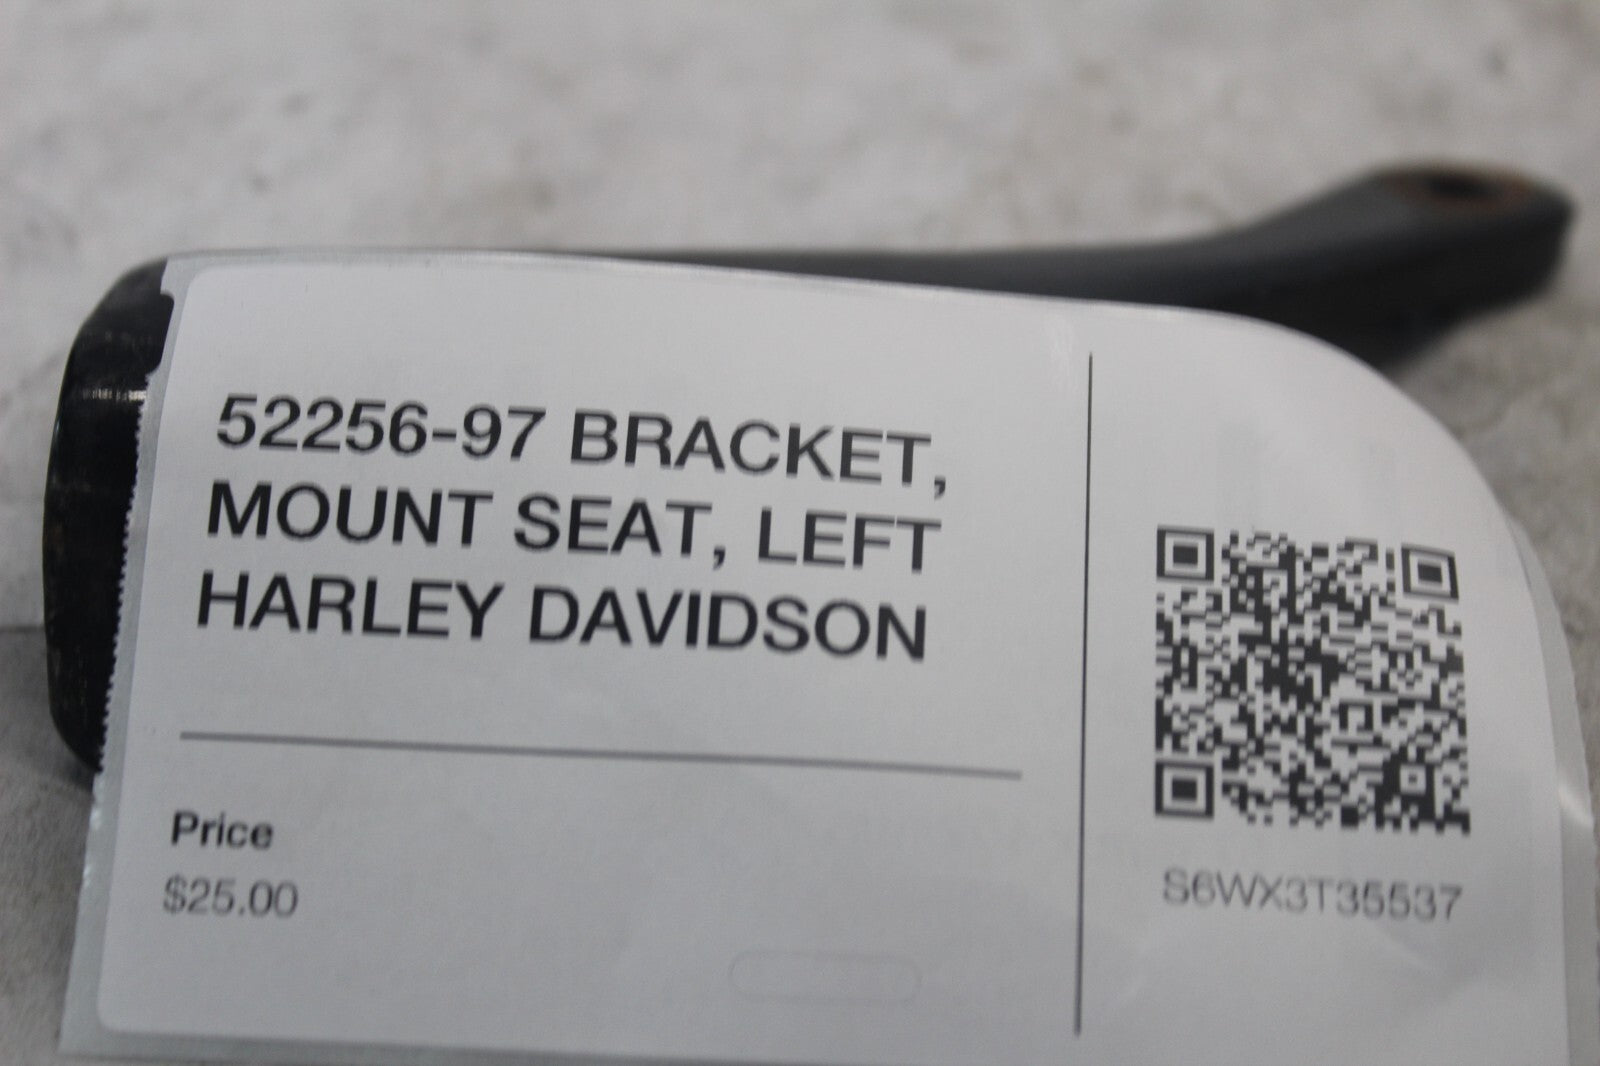 52256-97 BRACKET,
MOUNT SEAT, LEFT
HARLEY DAVIDSON
Price
$25.00
S6WX3T35537